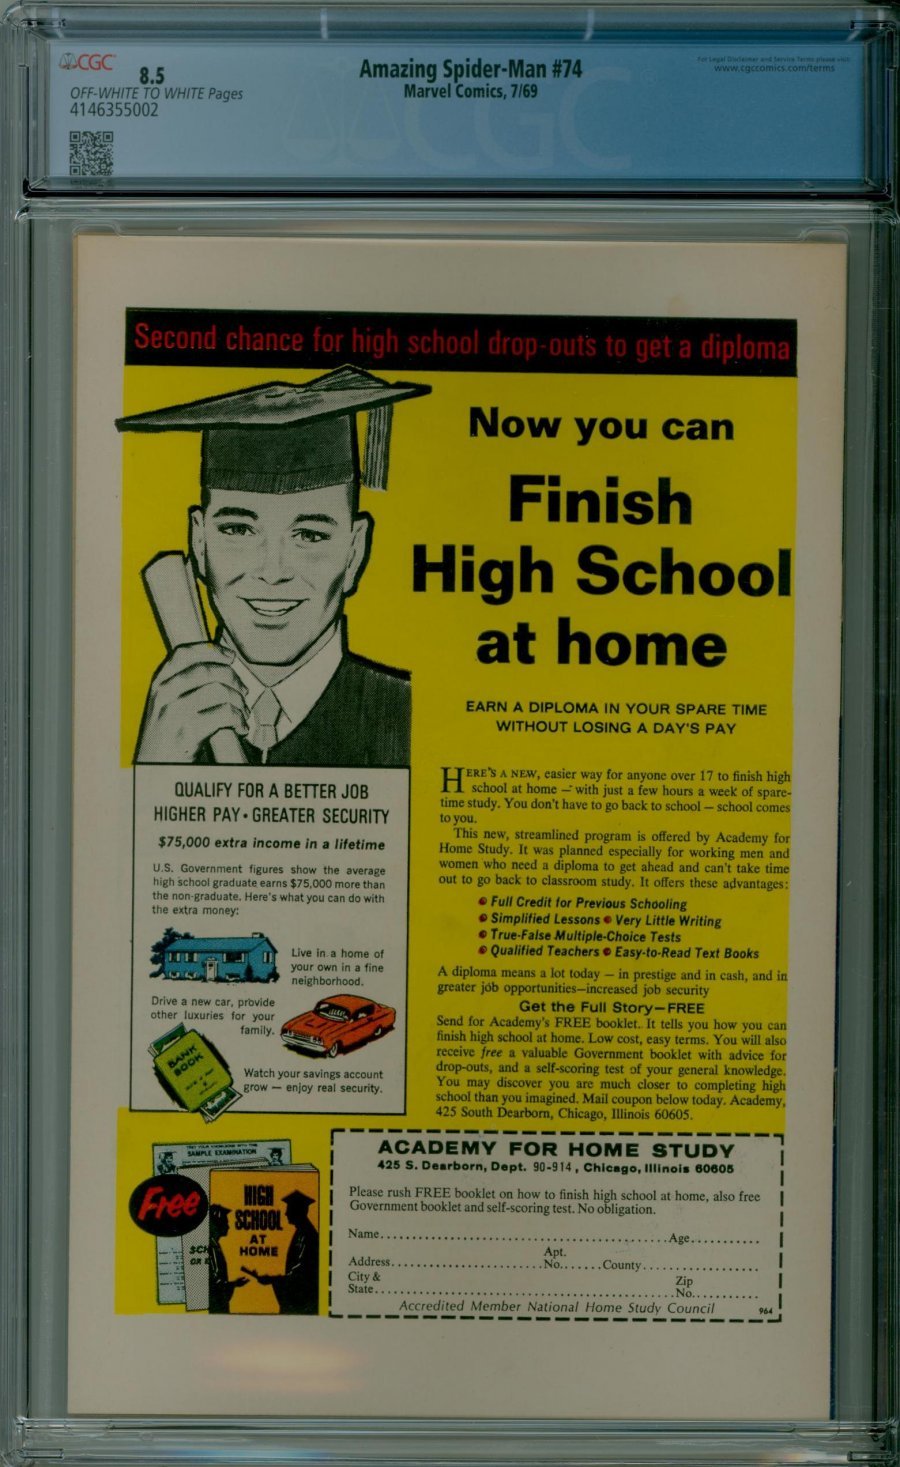 CGC
8.5
OFF-WHITE TO WHITE Pages
4146355002
Amazing Spider-Man #74
Marvel Comics, 7/69
For Legal Disclaimer and Service Terms please visit:
www.cgccomics.com/terms
CGC
Second chance for high school drop-outs to get a diploma
Now you can
Finish
High School
at home
EARN A DIPLOMA IN YOUR SPARE TIME
WITHOUT LOSING A DAY'S PAY
HERE'S A NEW, easier way for anyone over 17 to finish high
school at home — with just a few hours a week of spare-
time study. You don't have to go back to school — school comes
to you.
This new, streamlined program is offered by Academy for
Home Study. It was planned especially for working men and
women who need a diploma to get ahead and can't take time
out to go back to classroom study. It offers these advantages:
Full Credit for Previous Schooling
Simplified Lessons • Very Little Writing
True-False Multiple-Choice Tests
Qualified Teachers • Easy-to-Read Text Books
A diploma means a lot today — in prestige and in cash, and in
greater job opportunities—increased job security
Get the Full Story—FREE
Send for Academy's FREE booklet. It tells you how you can
finish high school at home. Low cost, easy terms. You will also
receive free a valuable Government booklet with advice for
drop-outs, and a self-scoring test of your general knowledge.
You may discover you are much closer to completing high
school than you imagined. Mail coupon below today. Academy,
425 South Dearborn, Chicago, Illinois 60605.
QUALIFY FOR A BETTER JOB
HIGHER PAY • GREATER SECURITY
$75,000 extra income in a lifetime
U.S. Government figures show the average
high school graduate earns $75,000 more than
the non-graduate. Here's what you can do with
the extra money:
Live in a home of
your own in a fine
neighborhood.
Drive a new car, provide
other luxuries for your
family.
BANK
BOOK
Watch your savings account
grow — enjoy real security.
SAMPLE EXAMINATION
Free
HIGH
SCHOOL
AT
HOME
ACADEMY FOR HOME STUDY
425 S. Dearborn, Dept. 90-914, Chicago, Illinois 60605
Please rush FREE booklet on how to finish high school at home, also free
Government booklet and self-scoring test. No obligation.
Name..........Age..........
Apt.
Address..........No.......County..........
City & Zip
State..........No..........
Accredited Member National Home Study Council 964